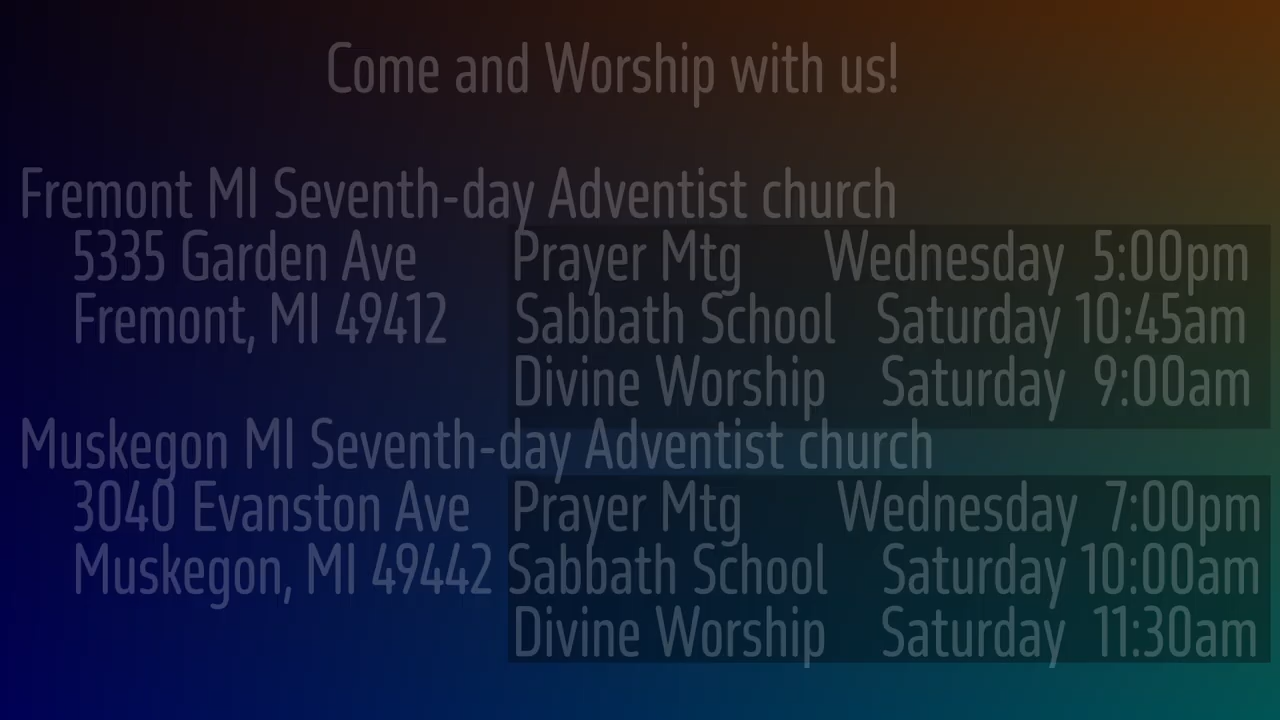 Come and Worship with us!
Fremont MI Seventh-day Adventist church
5335 Garden Ave Prayer Mtg Wednesday 5:00pm
Fremont, MI 49412 Sabbath School Saturday 10:45am
Divine Worship Saturday 9:00am
Muskegon MI Seventh-day Adventist church
3040 Evanston Ave Prayer Mtg Wednesday 7:00pm
Muskegon, MI 49442 Sabbath School Saturday 10:00am
Divine Worship Saturday 11:30am